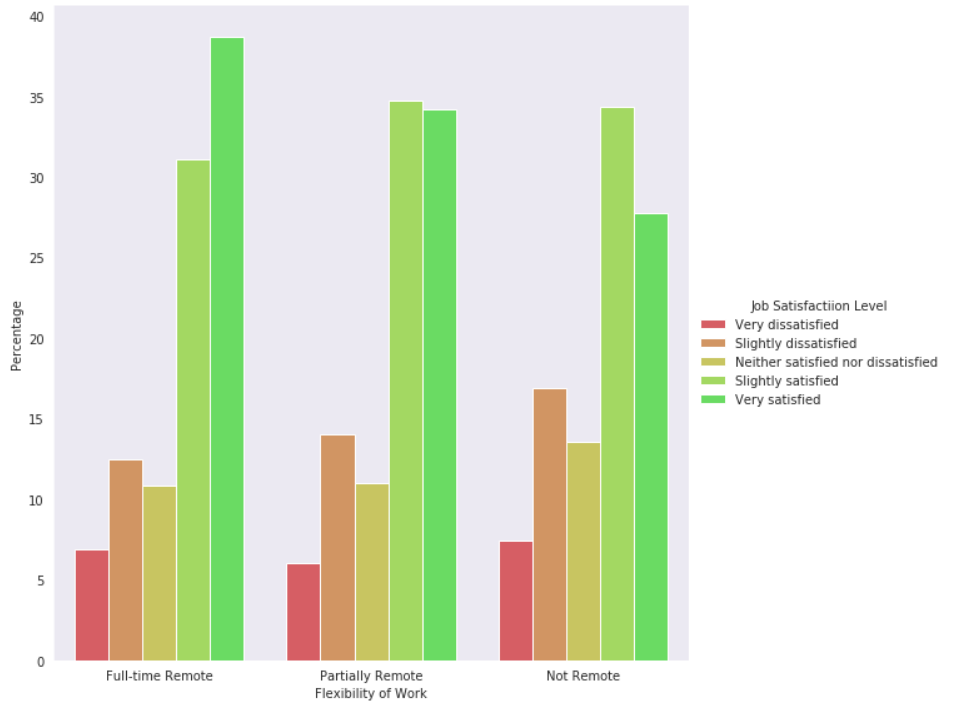 40
35
30
25
20
15
10
5
0
Percentage
Full-time Remote
Partially Remote
Not Remote
Flexibility of Work
Job Satisfactiion Level
Very dissatisfied
Slightly dissatisfied
Neither satisfied nor dissatisfied
Slightly satisfied
Very satisfied